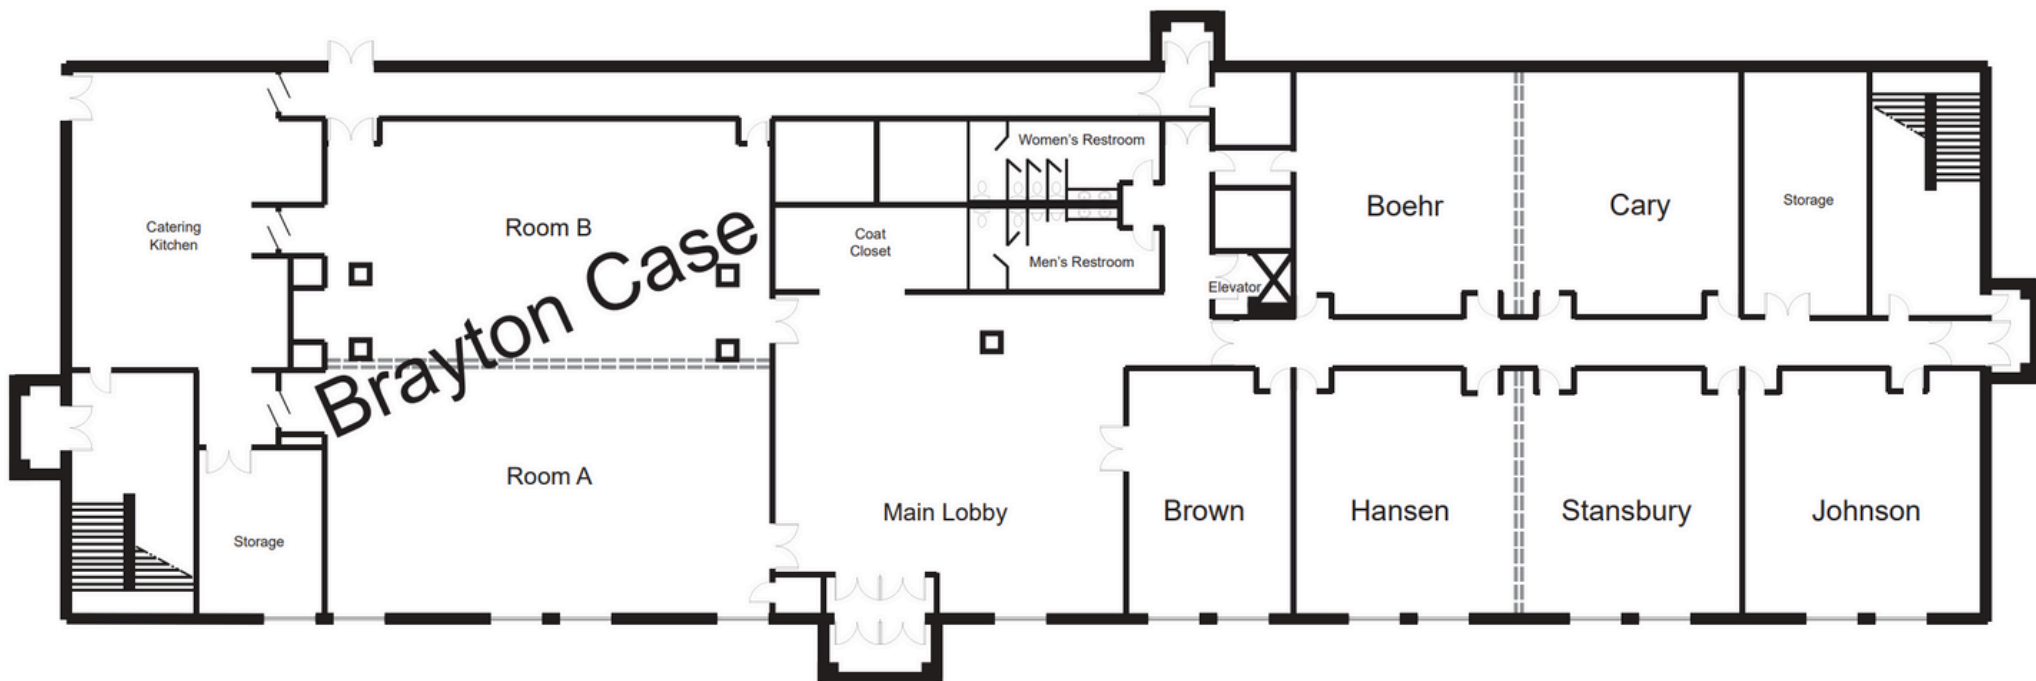 Women's Restroom
Boehr
Cary
Storage
Catering
Kitchen
Room B
Coat
Closet
Men's Restroom
Elevator
Brayton Case
Room A
Main Lobby
Brown
Hansen
Stansbury
Johnson
Storage